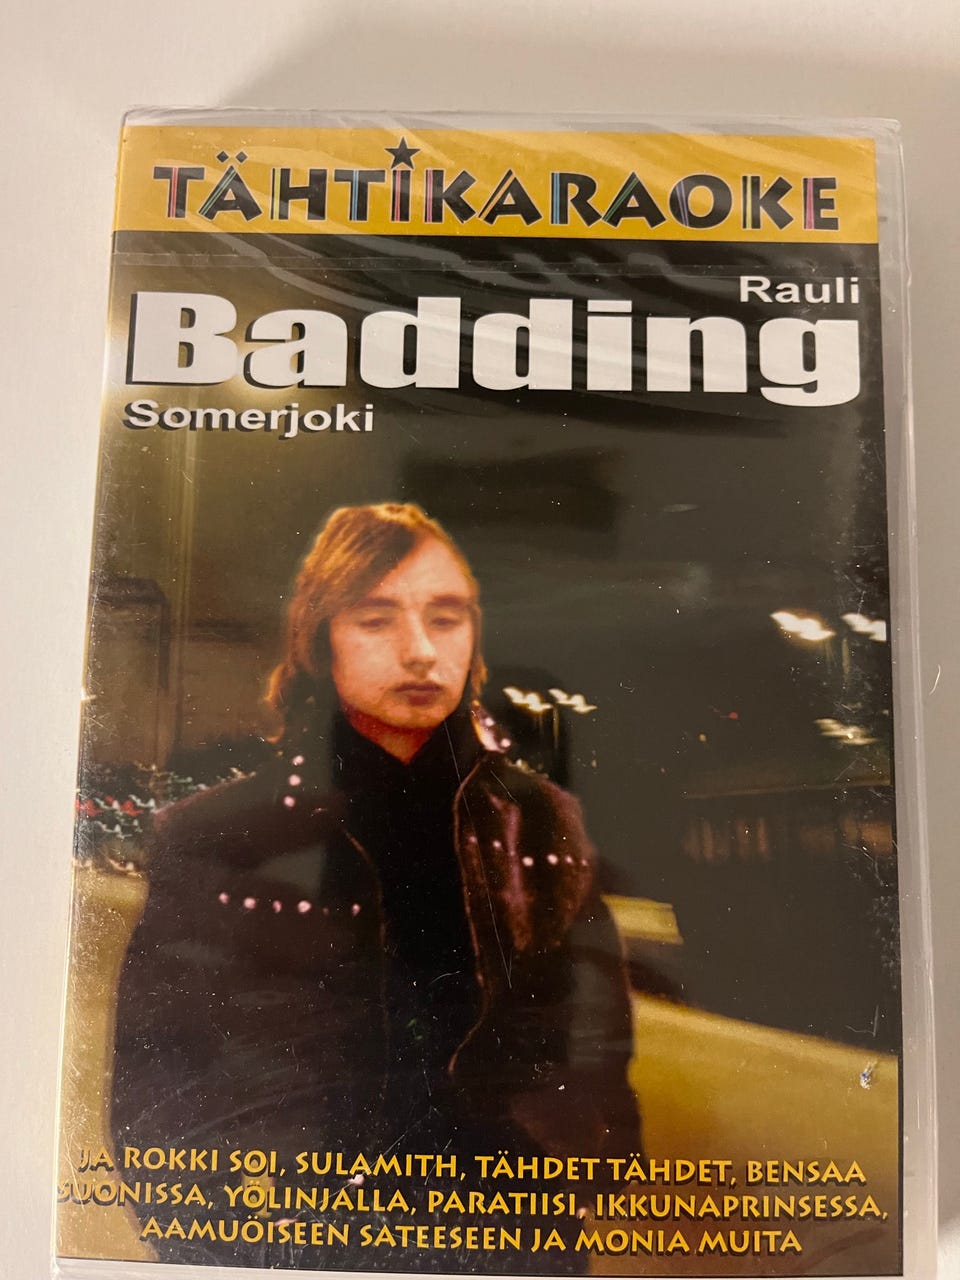 TÄHTIKARAOKE
Rauli
Badding
Somerjoki
JA ROKKI SOI, SULAMITH, TÄHDET TÄHDET, BENSAA
SUONISSA, YÖLINJALLA, PARATIISI, IKKUNAPRINSESSA,
AAMUÖISEEN SATEESEEN JA MONIA MUITA